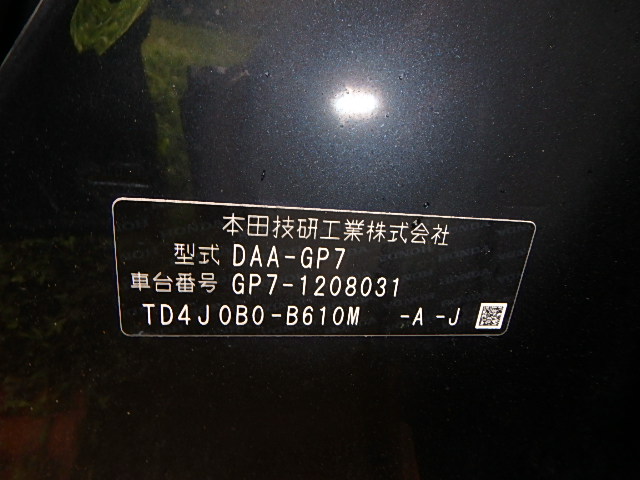 本田技研工業株式会社
型式 DAA-GP7
車台番号 GP7-1208031
TD4J0B0-B610M -A -J